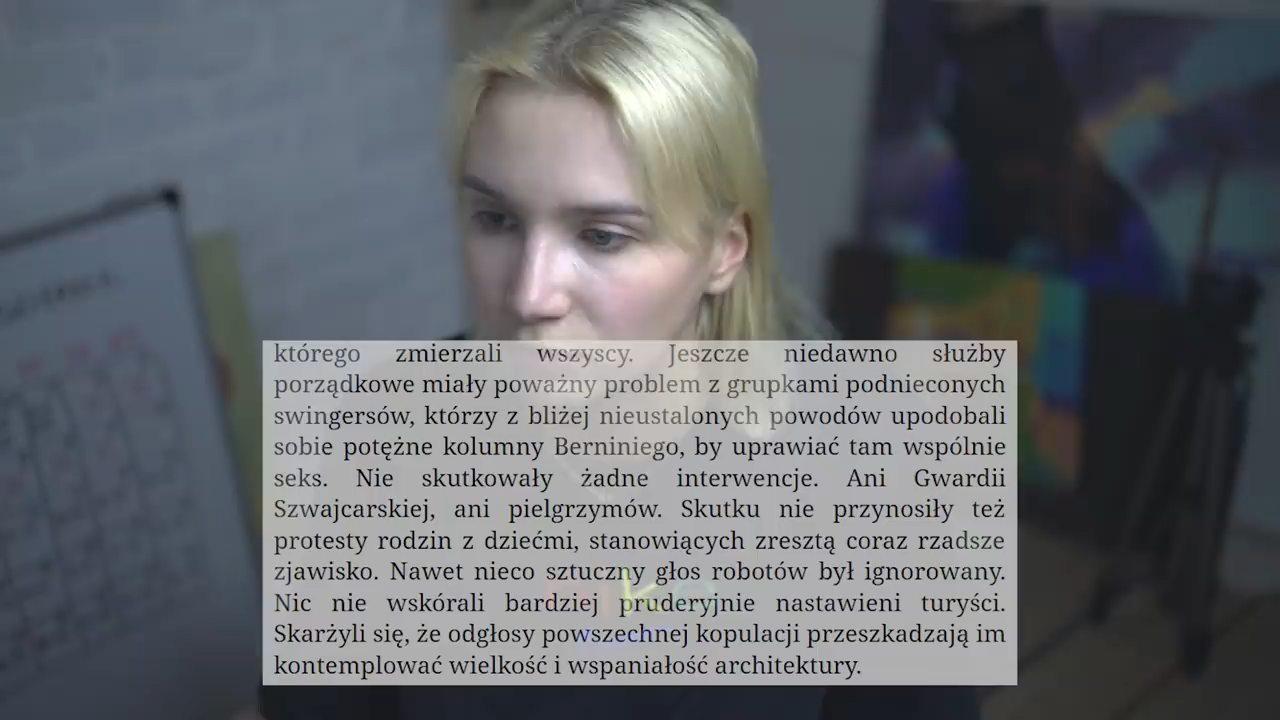 którego zmierzali wszyscy. Jeszcze niedawno służby
porządkowe miały poważny problem z grupkami podnieconych
swingersów, którzy z bliżej nieustalonych powodów upodobali
sobie potężne kolumny Berniniego, by uprawiać tam wspólnie
seks. Nie skutkowały żadne interwencje. Ani Gwardii
Szwajcarskiej, ani pielgrzymów. Skutku nie przynosiły też
protesty rodzin z dziećmi, stanowiących zresztą coraz rzadsze
zjawisko. Nawet nieco sztuczny głos robotów był ignorowany.
Nic nie wskórali bardziej pruderyjnie nastawieni turyści.
Skarżyli się, że odgłosy powszechnej kopulacji przeszkadzają im
kontemplować wielkość i wspaniałość architektury.